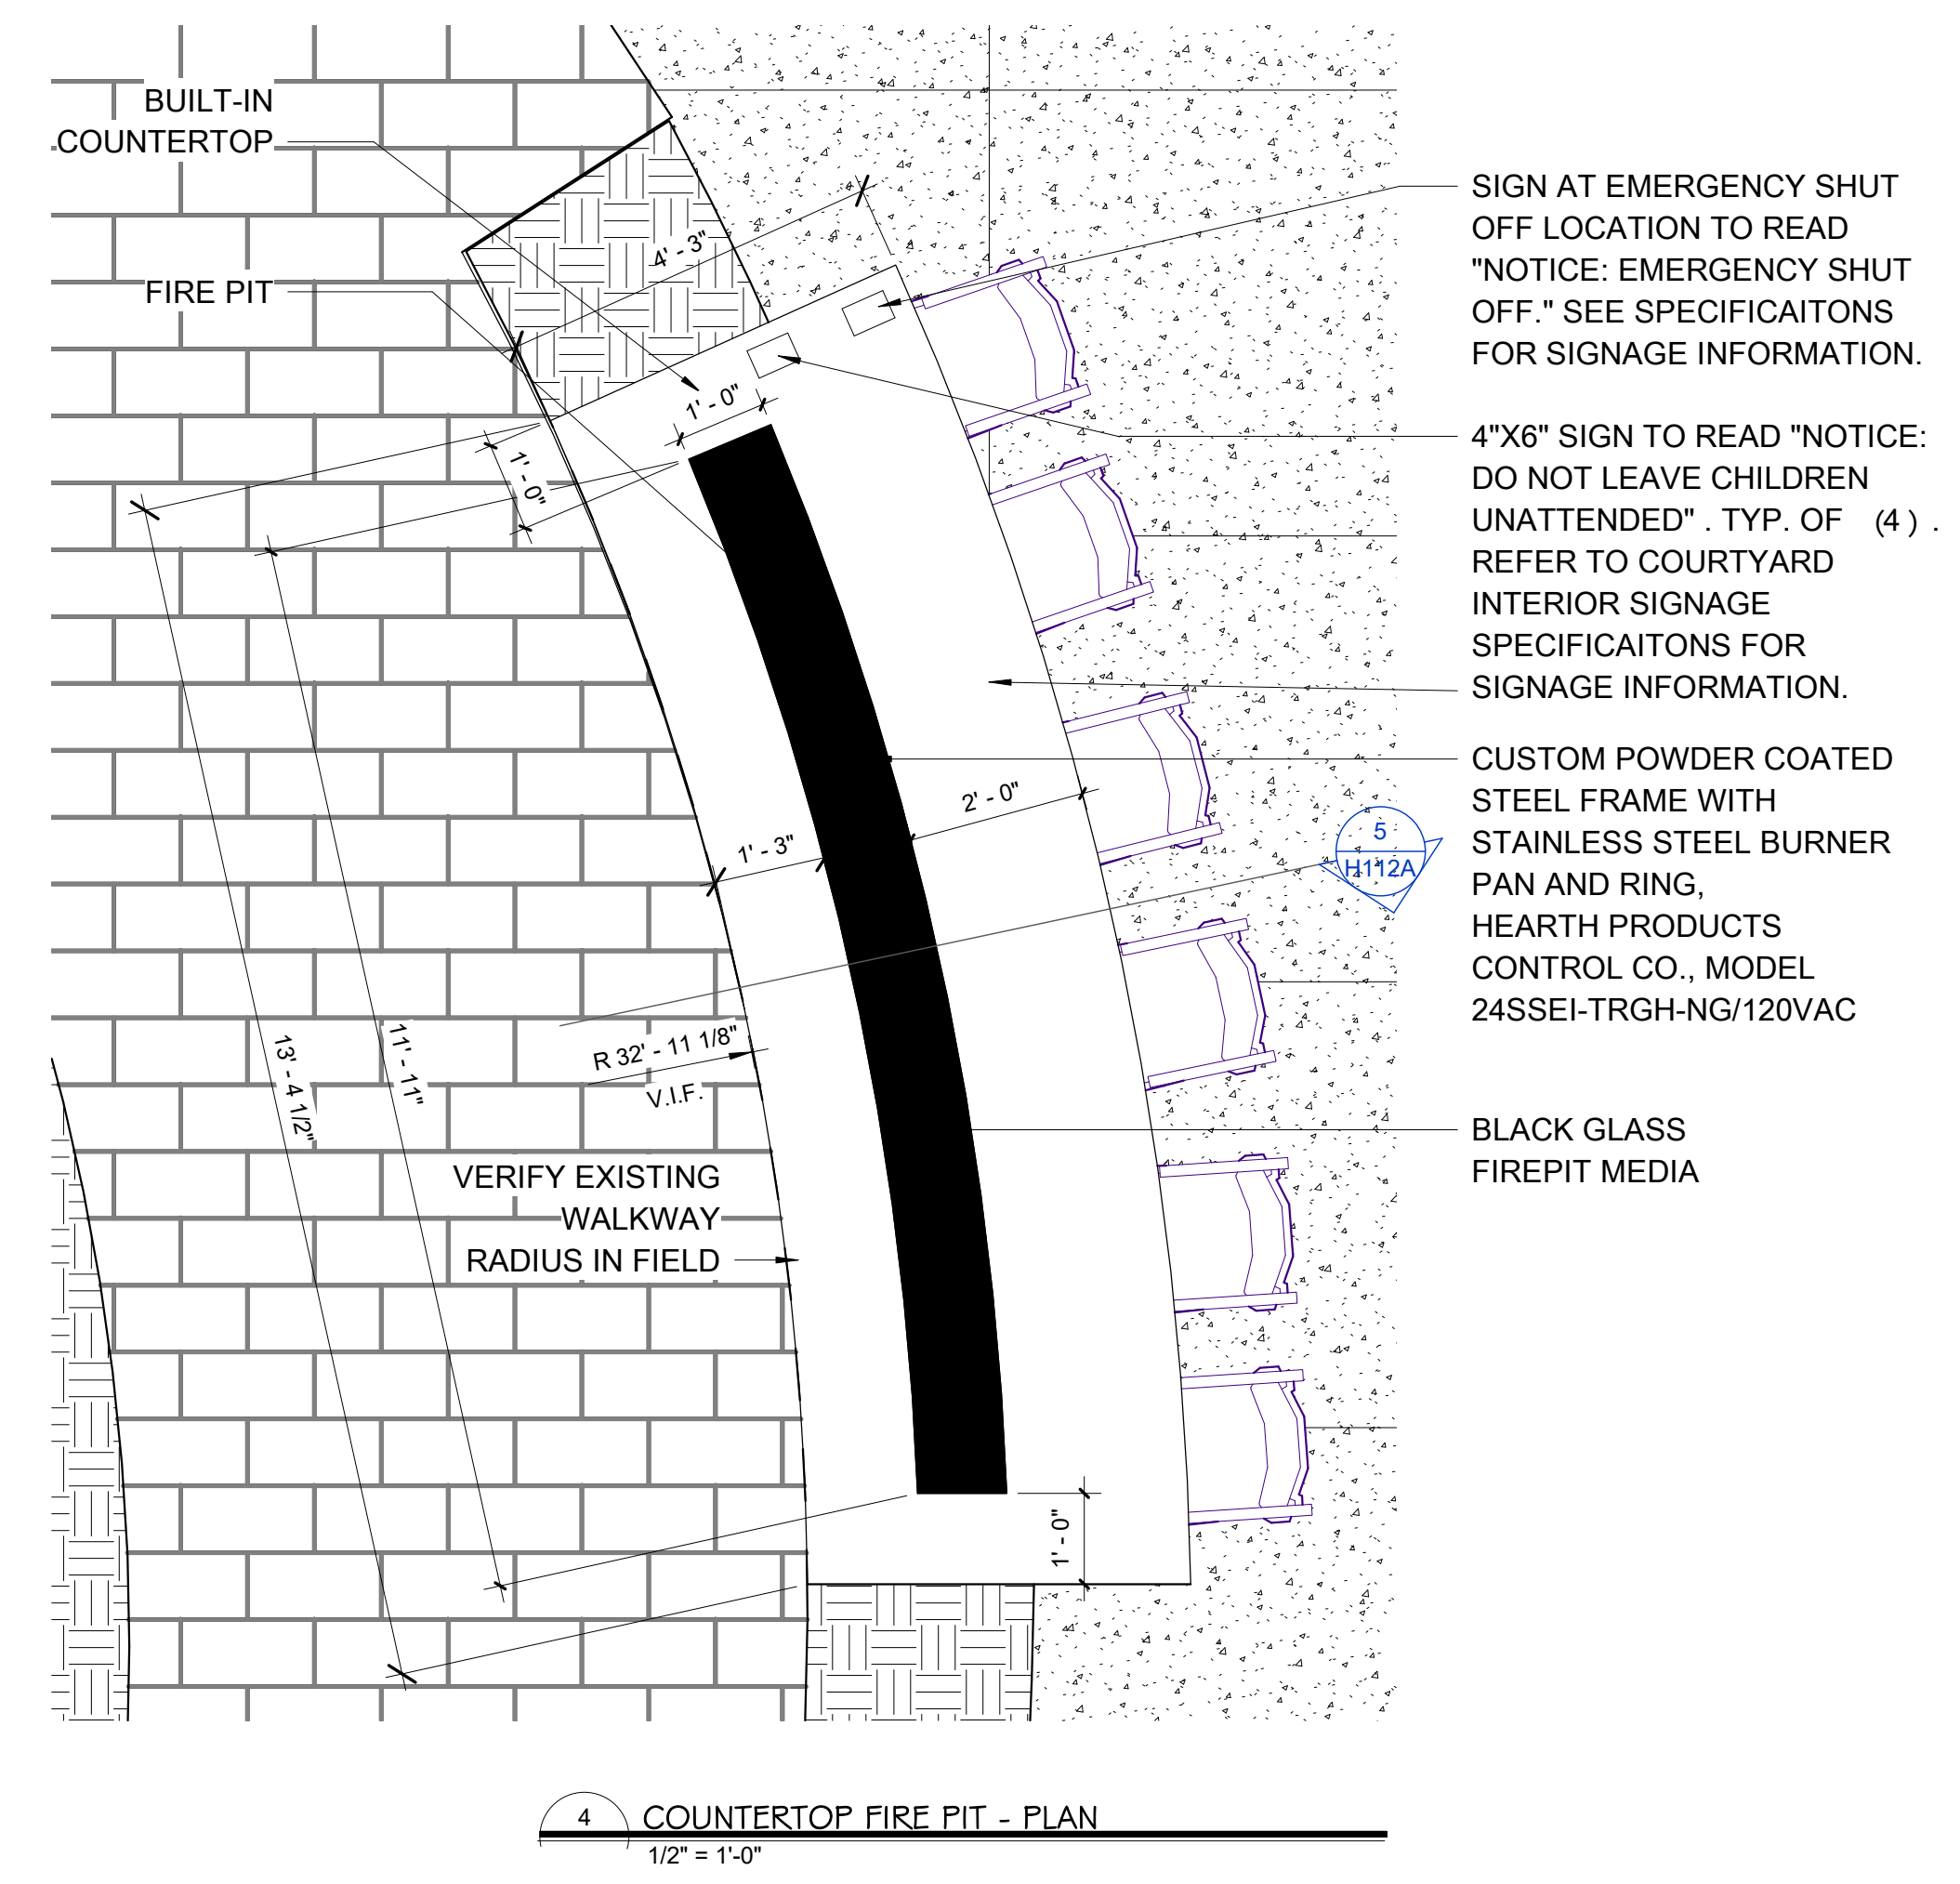 BUILT-IN
COUNTERTOP
FIRE PIT
4' - 3"
1' - 0"
1' - 0"
SIGN AT EMERGENCY SHUT
OFF LOCATION TO READ
"NOTICE: EMERGENCY SHUT
OFF." SEE SPECIFICAITONS
FOR SIGNAGE INFORMATION.
4"X6" SIGN TO READ "NOTICE:
DO NOT LEAVE CHILDREN
UNATTENDED" . TYP. OF (4 ) .
REFER TO COURTYARD
INTERIOR SIGNAGE
SPECIFICAITONS FOR
SIGNAGE INFORMATION.
CUSTOM POWDER COATED
STEEL FRAME WITH
STAINLESS STEEL BURNER
PAN AND RING,
HEARTH PRODUCTS
CONTROL CO., MODEL
24SSEI-TRGH-NG/120VAC
2' - 0"
1' - 3"
5
H112A
R 32' - 11 1/8"
V.I.F.
13' - 4 1/2"
11' - 11"
VERIFY EXISTING
WALKWAY
RADIUS IN FIELD
BLACK GLASS
FIREPIT MEDIA
1' - 0"
4
COUNTERTOP FIRE PIT - PLAN
1/2" = 1'-0"